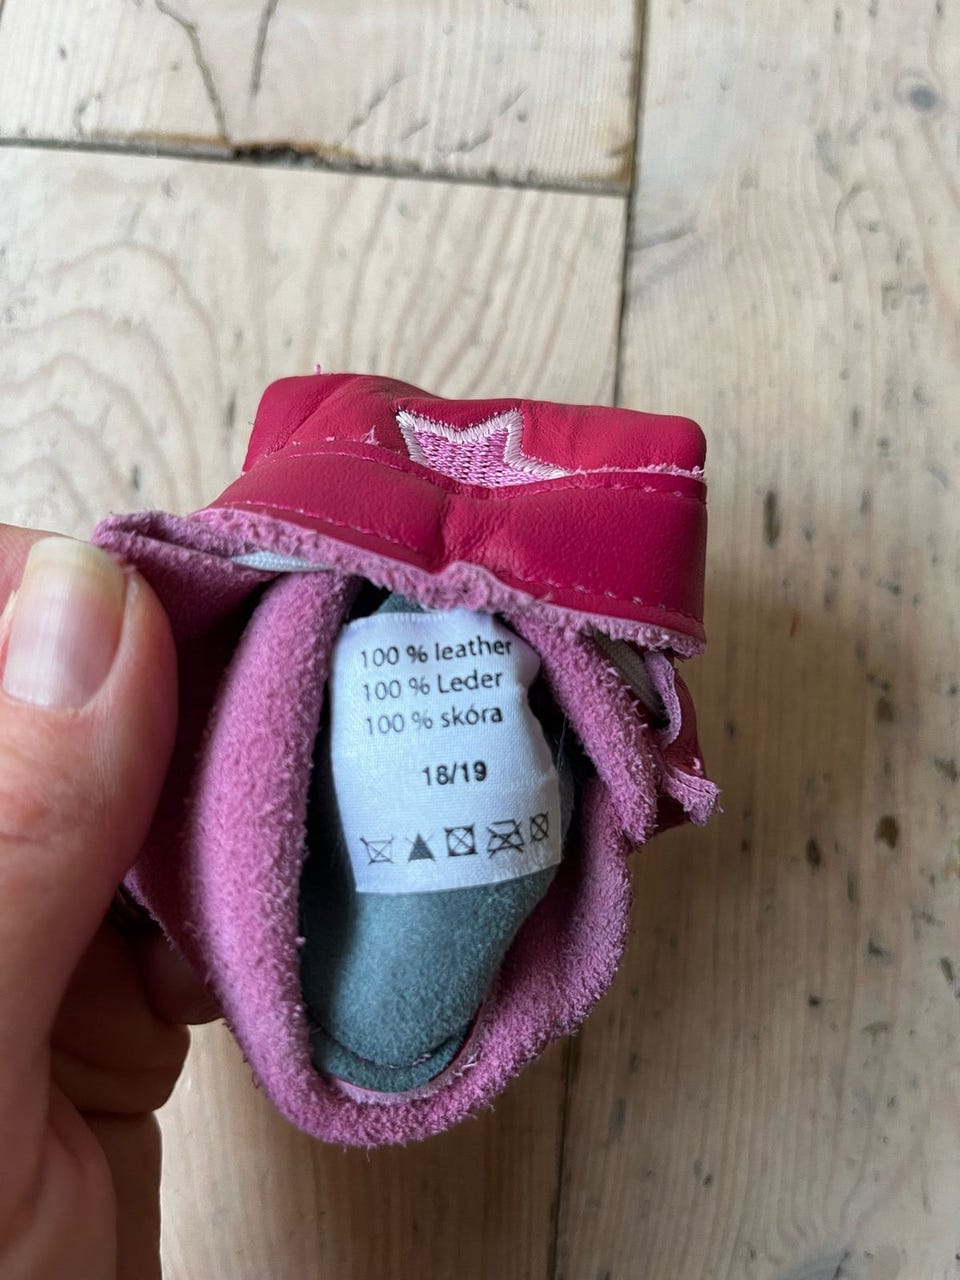 100 % leather
100 % Leder
100 % skóra
18/19